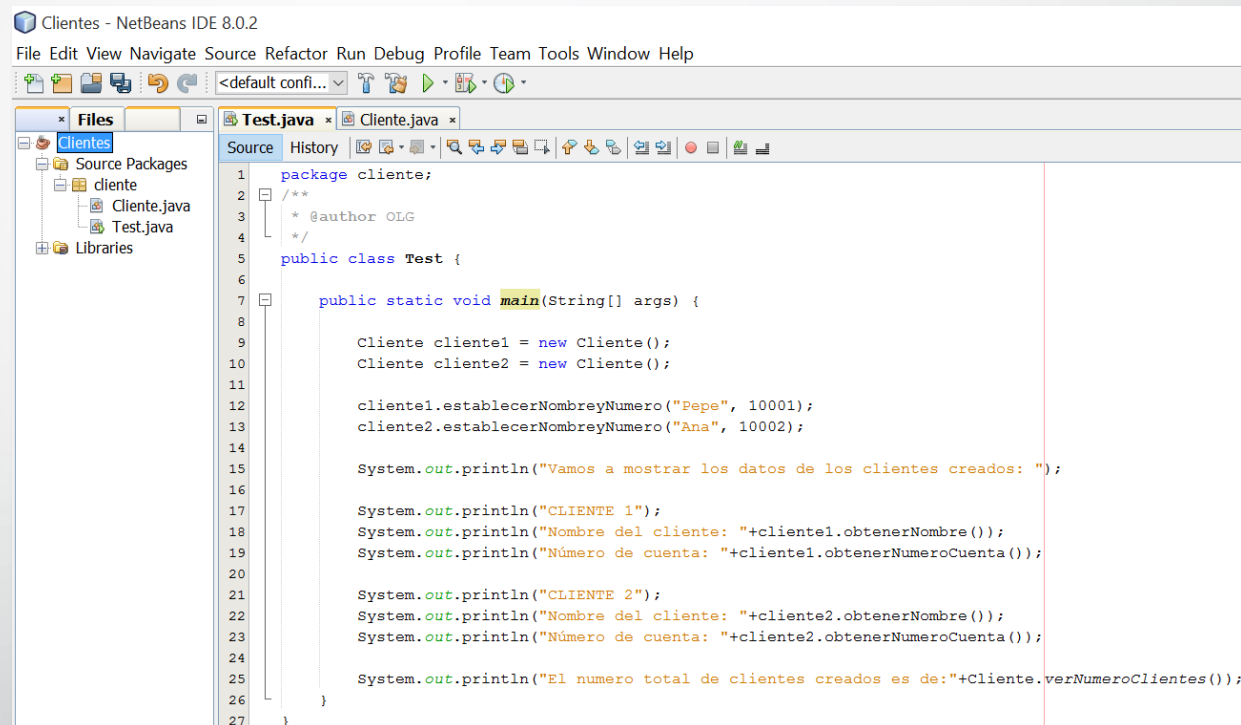 Clientes - NetBeans IDE 8.0.2
File Edit View Navigate Source Refactor Run Debug Profile Team Tools Window Help
<default confi...
Files
Test.java
Cliente.java
Clientes
Source Packages
cliente
Cliente.java
Test.java
Libraries
Source History
1 package cliente;
2 /**
3 * @author OLG
4 */
5 public class Test {
6
7 public static void main(String[] args) {
8
9 Cliente cliente1 = new Cliente();
10 Cliente cliente2 = new Cliente();
11
12 cliente1.establecerNombreyNumero("Pepe", 10001);
13 cliente2.establecerNombreyNumero("Ana", 10002);
14
15 System.out.println("Vamos a mostrar los datos de los clientes creados: ");
16
17 System.out.println("CLIENTE 1");
18 System.out.println("Nombre del cliente: "+cliente1.obtenerNombre());
19 System.out.println("Número de cuenta: "+cliente1.obtenerNumeroCuenta());
20
21 System.out.println("CLIENTE 2");
22 System.out.println("Nombre del cliente: "+cliente2.obtenerNombre());
23 System.out.println("Número de cuenta: "+cliente2.obtenerNumeroCuenta());
24
25 System.out.println("El numero total de clientes creados es de:"+Cliente.verNumeroClientes());
26 }
27 }